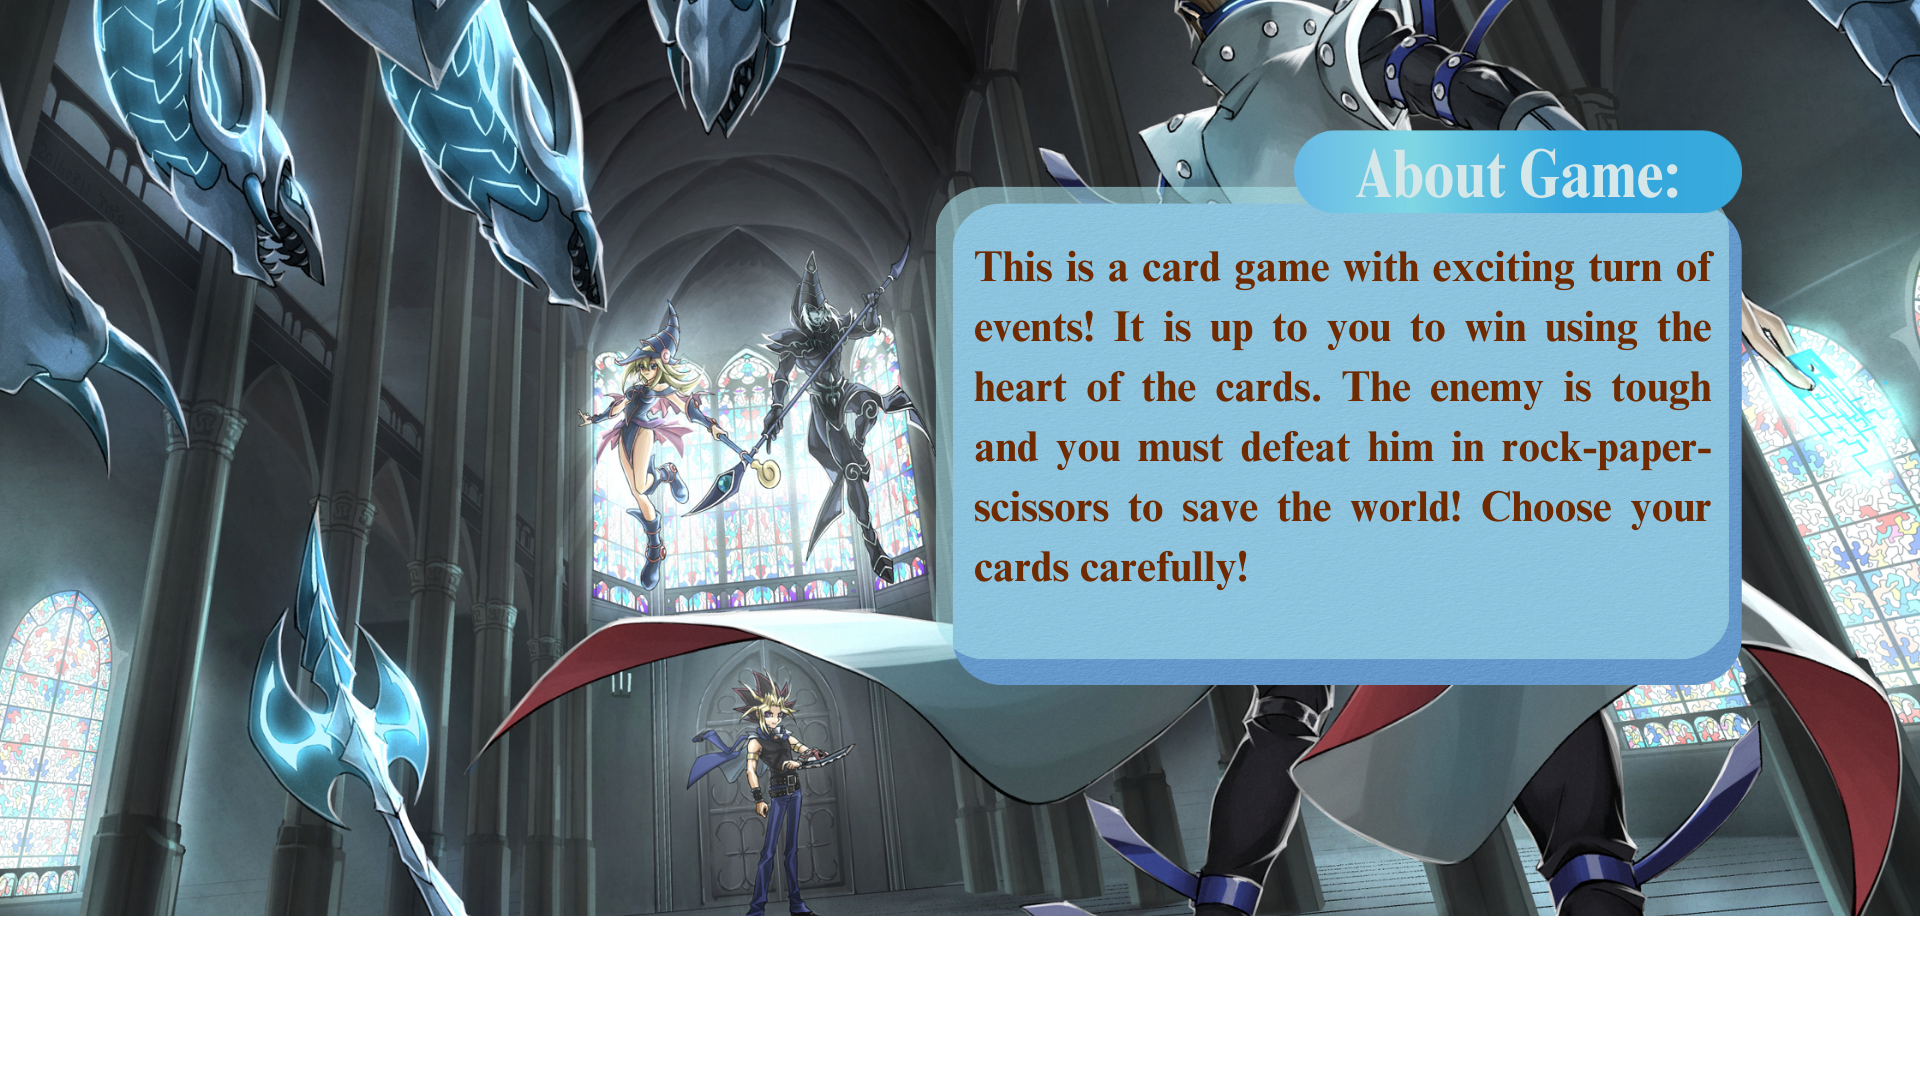 About Game:
This is a card game with exciting turn of
events! It is up to you to win using the
heart of the cards. The enemy is tough
and you must defeat him in rock-paper-
scissors to save the world! Choose your
cards carefully!